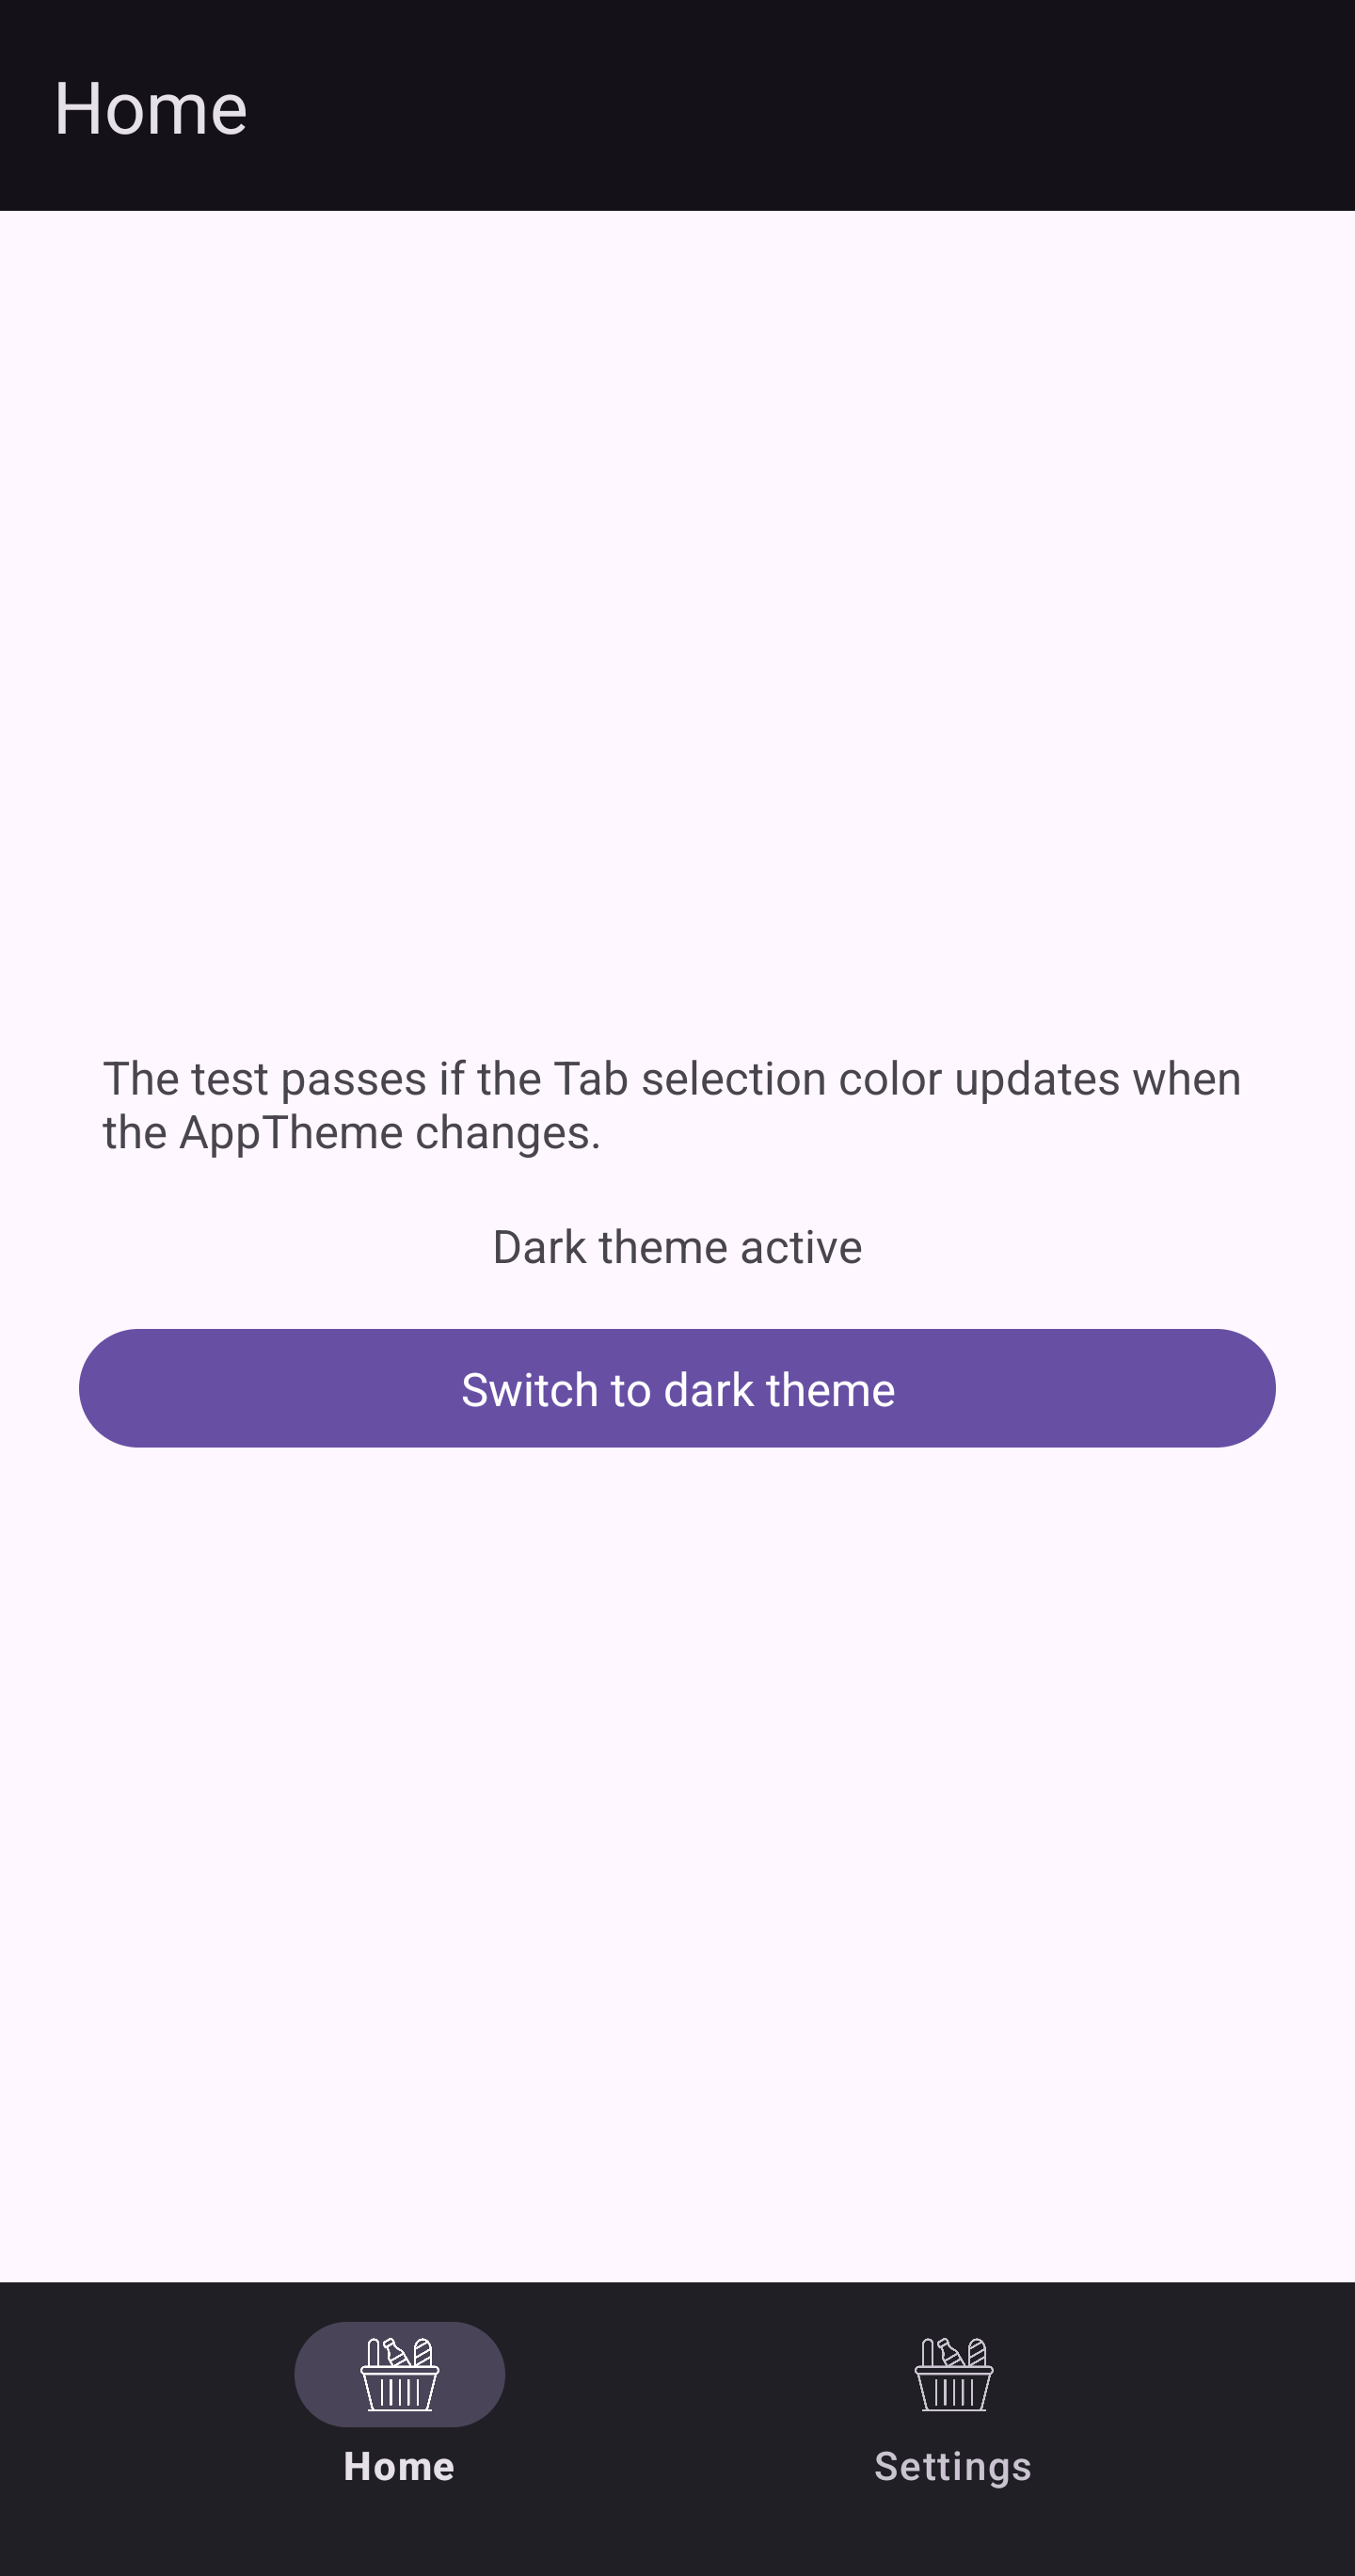 Home
The test passes if the Tab selection color updates when
the AppTheme changes.
Dark theme active
Switch to dark theme
Home
Settings